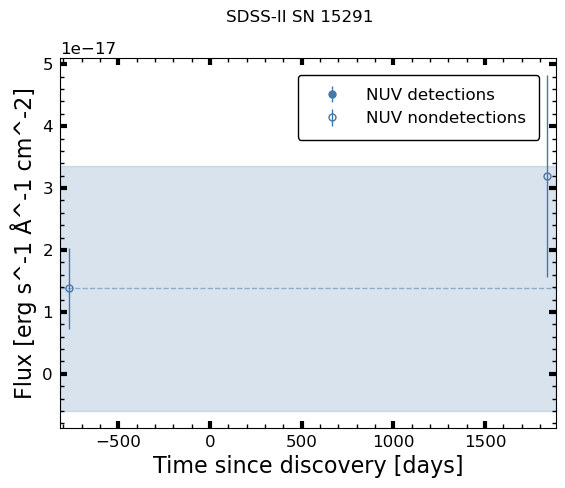 SDSS-II SN 15291
1e−17
5
4
3
2
1
0
NUV detections
NUV nondetections
Flux [erg s^-1 Å^-1 cm^-2]
−500
0
500
1000
1500
Time since discovery [days]